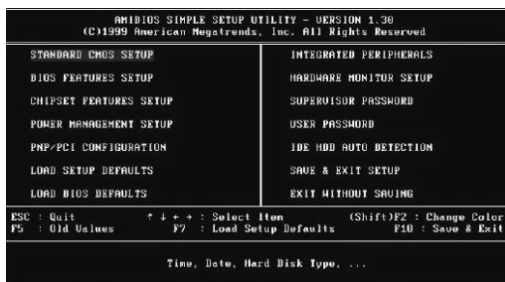 AMIBIOS SIMPLE SETUP UTILITY - VERSION 1.30
(C)1999 American Megatrends, Inc. All Rights Reserved
STANDARD CMOS SETUP
BIOS FEATURES SETUP
CHIPSET FEATURES SETUP
POWER MANAGEMENT SETUP
PNP/PCI CONFIGURATION
LOAD SETUP DEFAULTS
LOAD BIOS DEFAULTS
INTEGRATED PERIPHERALS
HARDWARE MONITOR SETUP
SUPERVISOR PASSWORD
USER PASSWORD
IDE HDD AUTO DETECTION
SAVE & EXIT SETUP
EXIT WITHOUT SAVING
ESC : Quit ↑ ↓ ← → : Select Item (Shift)F2 : Change Color
F5 : Old Values F7 : Load Setup Defaults F10 : Save & Exit
Time, Date, Hard Disk Type, ...